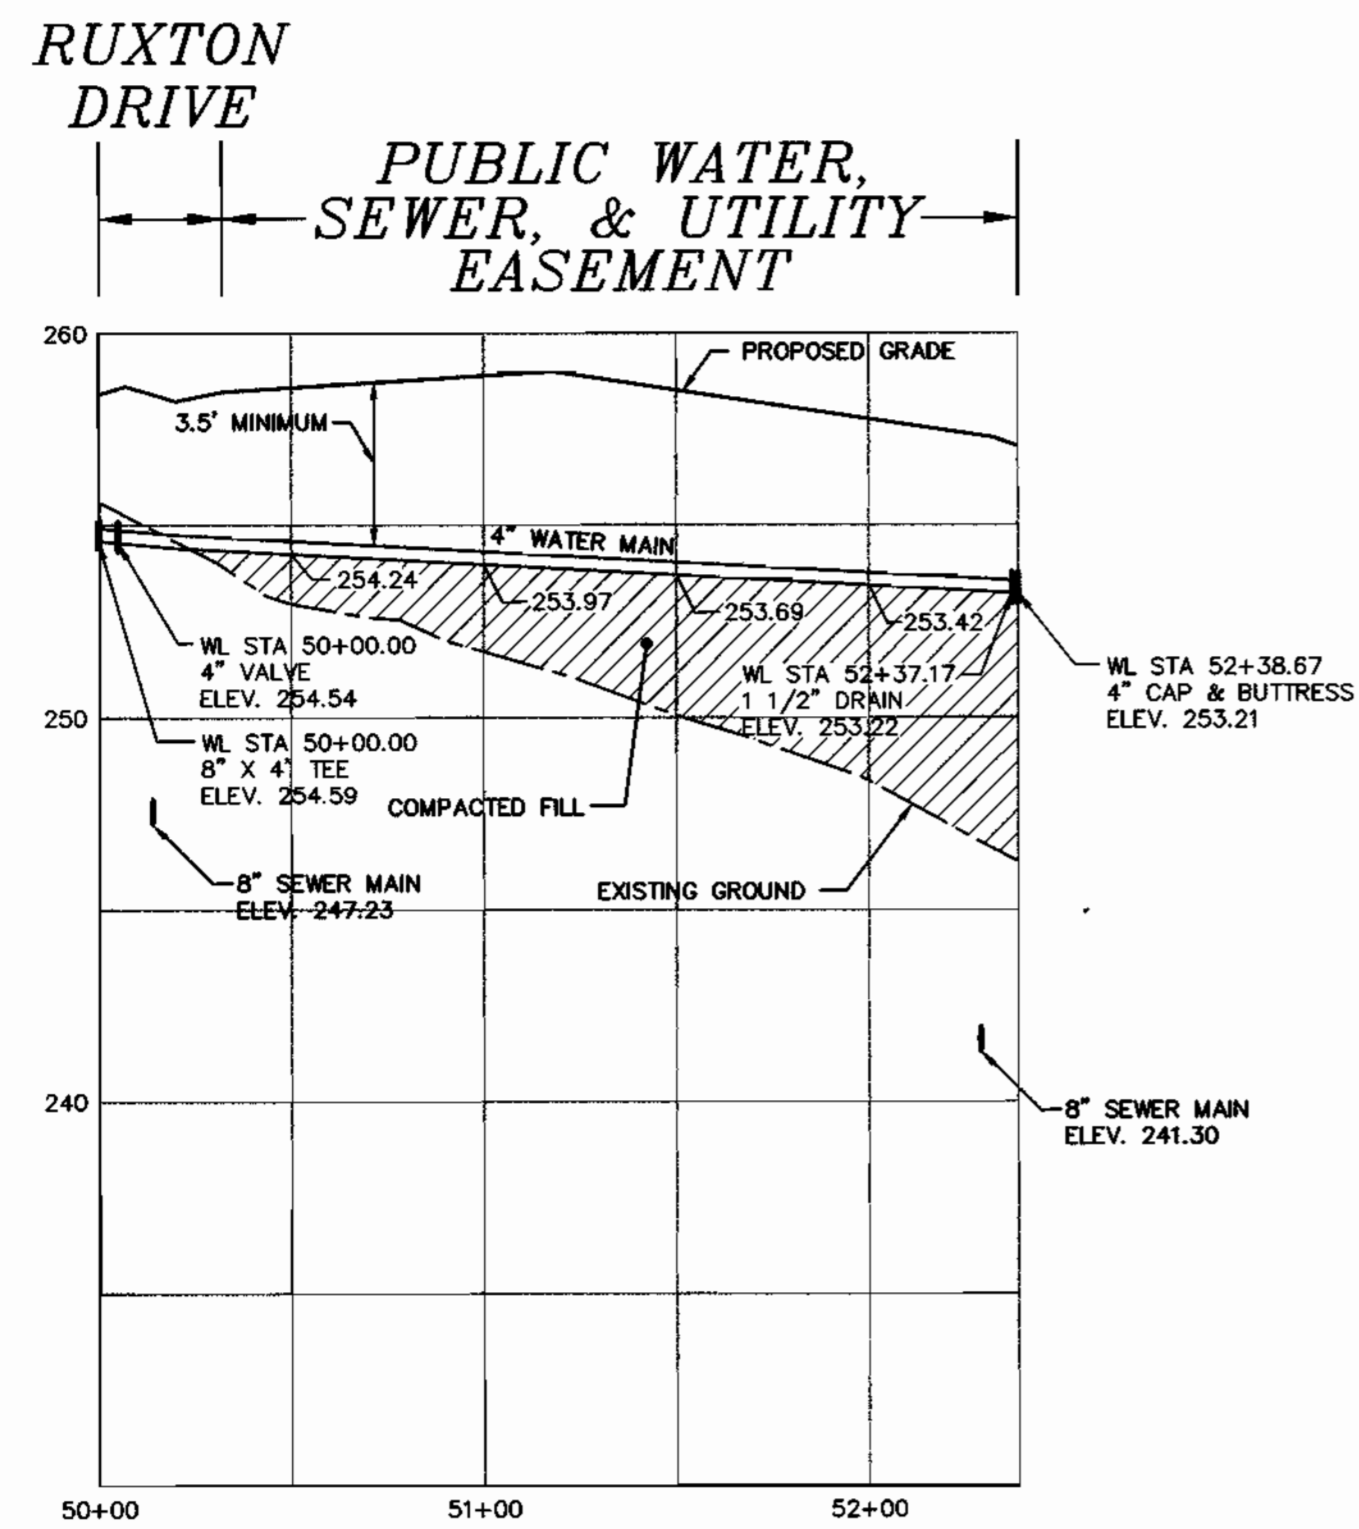 RUXTON
DRIVE
PUBLIC WATER,
SEWER, & UTILITY
EASEMENT
260
PROPOSED GRADE
3.5' MINIMUM
4" WATER MAIN
254.24
253.97
253.69
253.42
WL STA 50+00.00
4" VALVE
ELEV. 254.54
WL STA 52+37.17
1 1/2" DRAIN
ELEV. 253.22
WL STA 52+38.67
4" CAP & BUTTRESS
ELEV. 253.21
250
WL STA 50+00.00
8" X 4" TEE
ELEV. 254.59
COMPACTED FILL
8" SEWER MAIN
ELEV. 247.23
EXISTING GROUND
240
8" SEWER MAIN
ELEV. 241.30
50+00
51+00
52+00